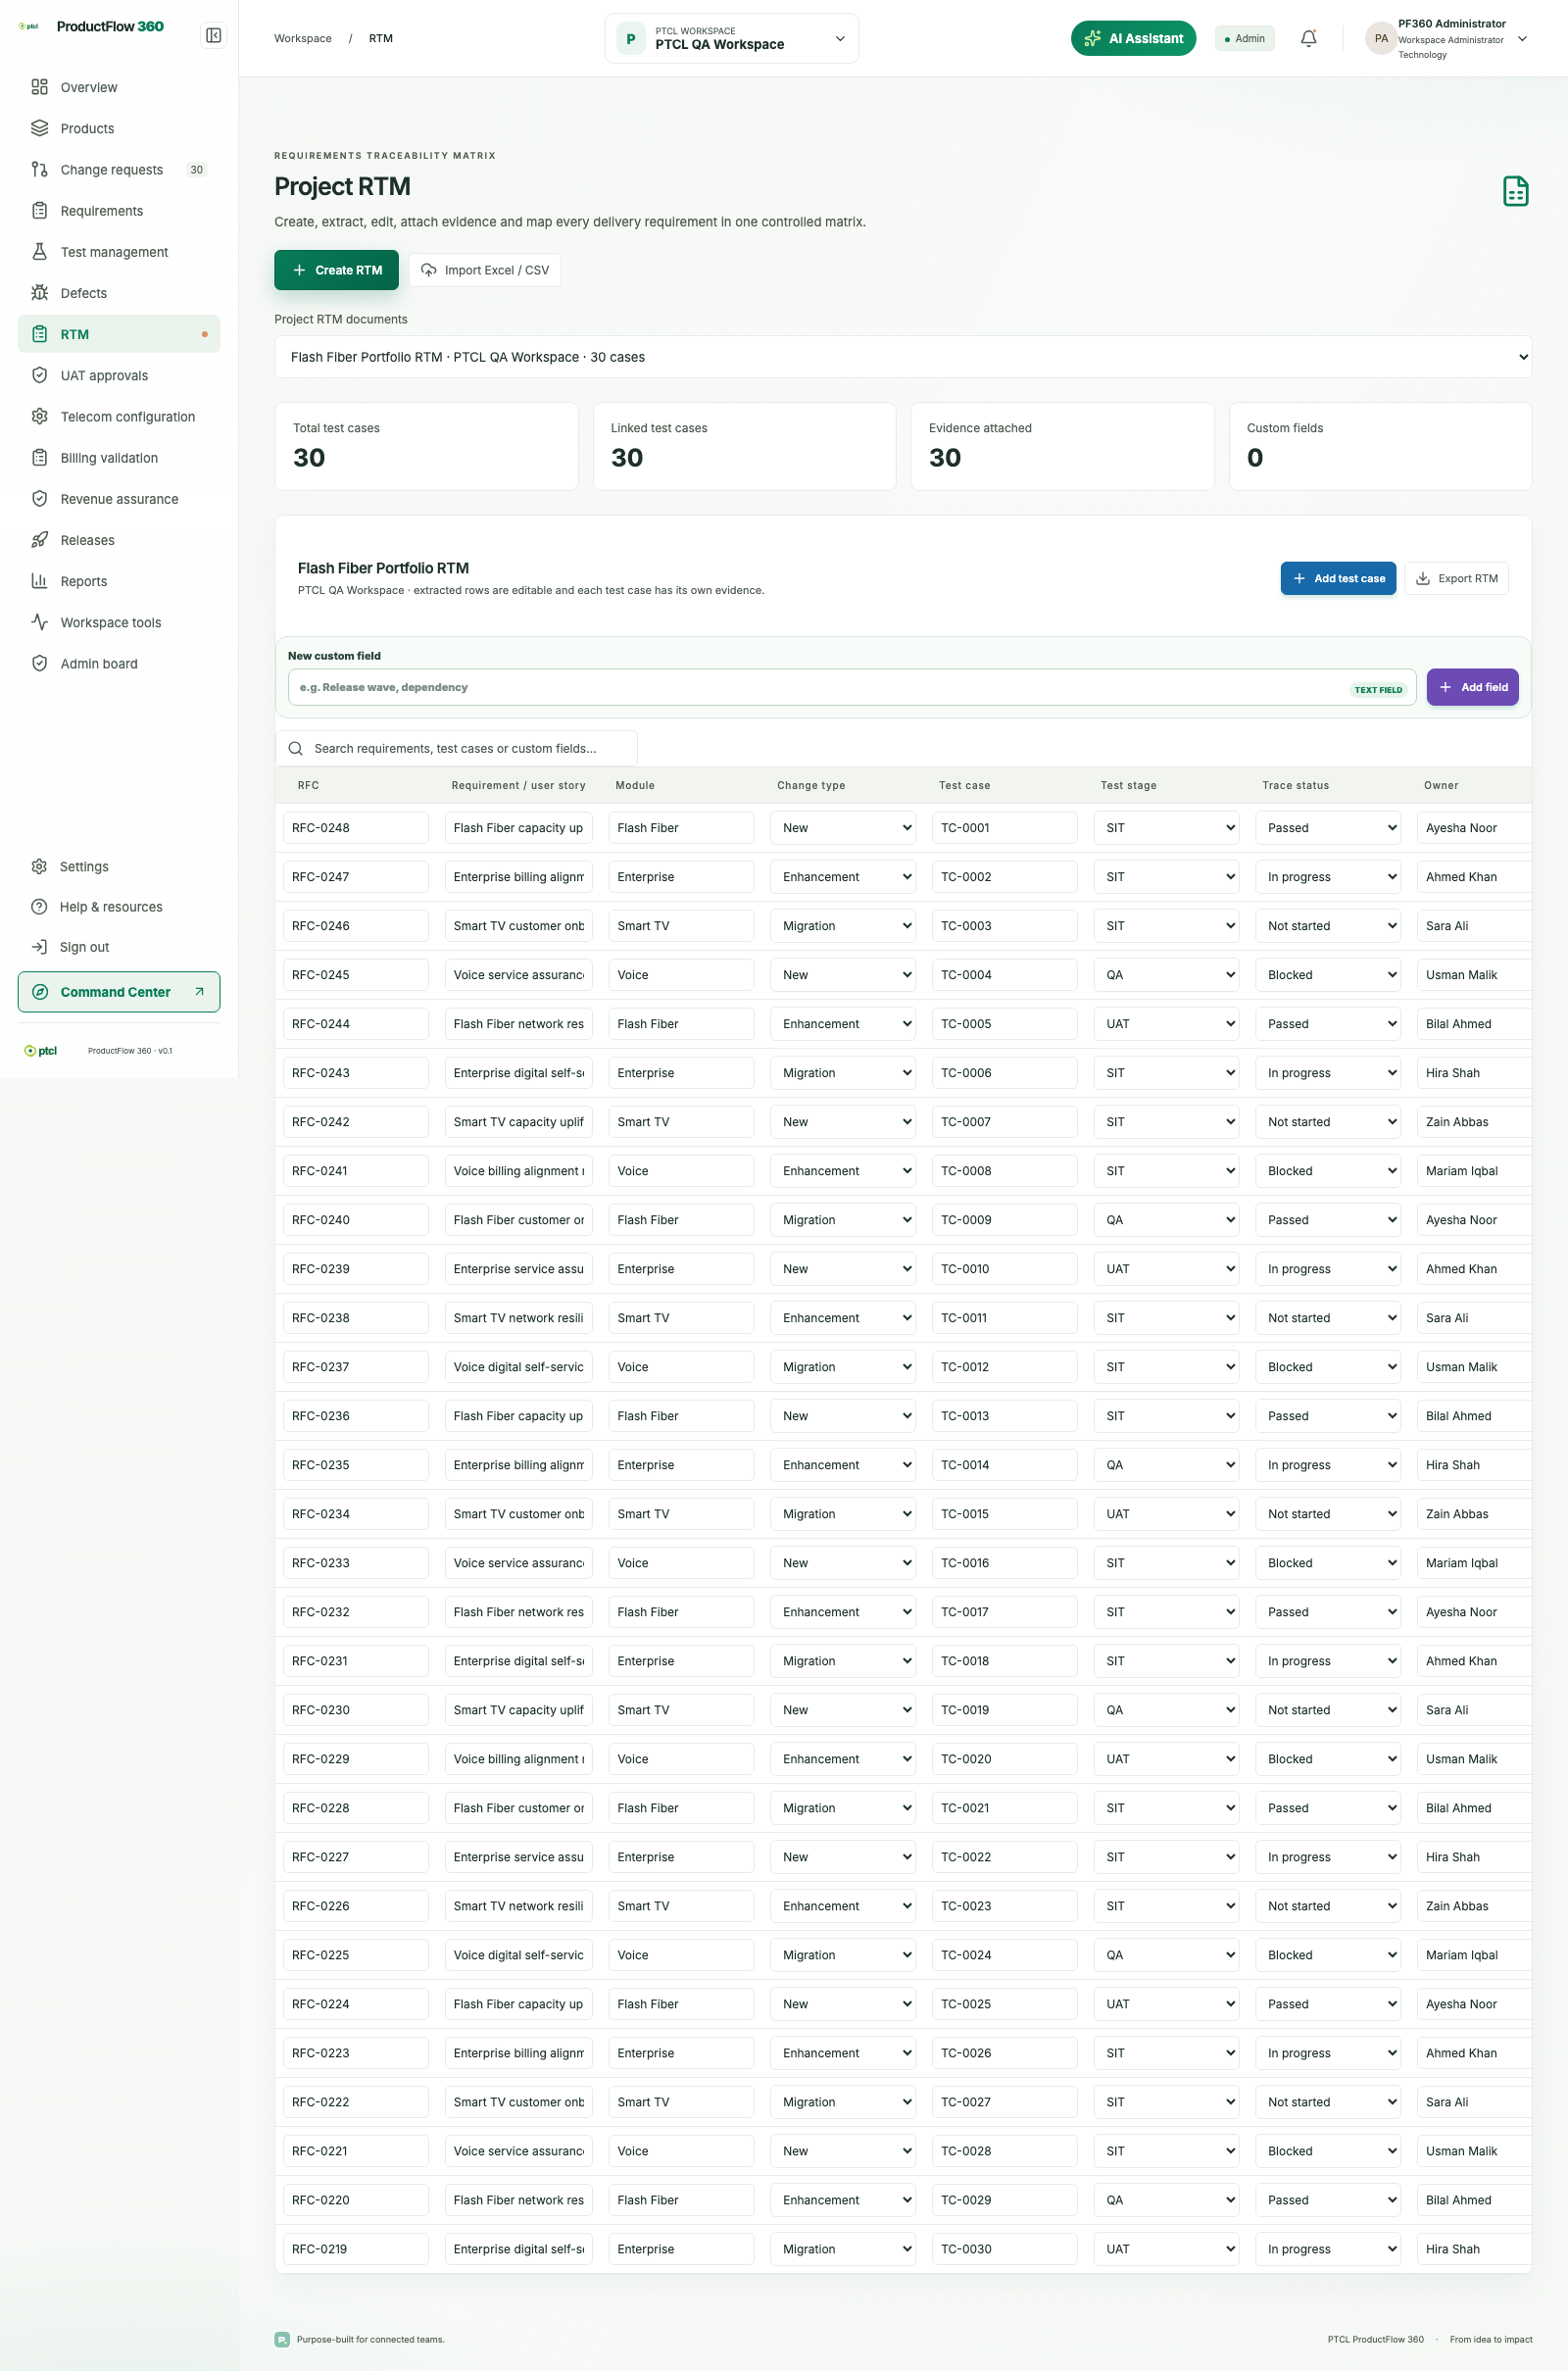 ptcl ProductFlow 360
Overview
Products
Change requests 30
Requirements
Test management
Defects
RTM
UAT approvals
Telecom configuration
Billing validation
Revenue assurance
Releases
Reports
Workspace tools
Admin board
Settings
Help & resources
Sign out
Command Center
ptcl ProductFlow 360 · v0.1
Workspace / RTM
P PTCL WORKSPACE
PTCL QA Workspace
AI Assistant
Admin
PA PF360 Administrator
Workspace Administrator
Technology
REQUIREMENTS TRACEABILITY MATRIX
Project RTM
Create, extract, edit, attach evidence and map every delivery requirement in one controlled matrix.
Create RTM Import Excel / CSV
Project RTM documents
Flash Fiber Portfolio RTM · PTCL QA Workspace · 30 cases
Total test cases Linked test cases Evidence attached Custom fields
30 30 30 0
Flash Fiber Portfolio RTM
PTCL QA Workspace · extracted rows are editable and each test case has its own evidence.
Add test case Export RTM
New custom field
e.g. Release wave, dependency TEXT FIELD Add field
Search requirements, test cases or custom fields...
RFC Requirement / user story Module Change type Test case Test stage Trace status Owner
RFC-0248 Flash Fiber capacity up Flash Fiber New TC-0001 SIT Passed Ayesha Noor
RFC-0247 Enterprise billing alignm Enterprise Enhancement TC-0002 SIT In progress Ahmed Khan
RFC-0246 Smart TV customer onb Smart TV Migration TC-0003 SIT Not started Sara Ali
RFC-0245 Voice service assuranc Voice New TC-0004 QA Blocked Usman Malik
RFC-0244 Flash Fiber network res Flash Fiber Enhancement TC-0005 UAT Passed Bilal Ahmed
RFC-0243 Enterprise digital self-s Enterprise Migration TC-0006 SIT In progress Hira Shah
RFC-0242 Smart TV capacity uplif Smart TV New TC-0007 SIT Not started Zain Abbas
RFC-0241 Voice billing alignment Voice Enhancement TC-0008 SIT Blocked Mariam Iqbal
RFC-0240 Flash Fiber customer or Flash Fiber Migration TC-0009 QA Passed Ayesha Noor
RFC-0239 Enterprise service assu Enterprise New TC-0010 UAT In progress Ahmed Khan
RFC-0238 Smart TV network resili Smart TV Enhancement TC-0011 SIT Not started Sara Ali
RFC-0237 Voice digital self-servic Voice Migration TC-0012 SIT Blocked Usman Malik
RFC-0236 Flash Fiber capacity up Flash Fiber New TC-0013 SIT Passed Bilal Ahmed
RFC-0235 Enterprise billing alignm Enterprise Enhancement TC-0014 QA In progress Hira Shah
RFC-0234 Smart TV customer onb Smart TV Migration TC-0015 UAT Not started Zain Abbas
RFC-0233 Voice service assuranc Voice New TC-0016 SIT Blocked Mariam Iqbal
RFC-0232 Flash Fiber network res Flash Fiber Enhancement TC-0017 SIT Passed Ayesha Noor
RFC-0231 Enterprise digital self-s Enterprise Migration TC-0018 SIT In progress Ahmed Khan
RFC-0230 Smart TV capacity uplif Smart TV New TC-0019 QA Not started Sara Ali
RFC-0229 Voice billing alignment Voice Enhancement TC-0020 UAT Blocked Usman Malik
RFC-0228 Flash Fiber customer or Flash Fiber Migration TC-0021 SIT Passed Bilal Ahmed
RFC-0227 Enterprise service assu Enterprise New TC-0022 SIT In progress Hira Shah
RFC-0226 Smart TV network resili Smart TV Enhancement TC-0023 SIT Not started Zain Abbas
RFC-0225 Voice digital self-servic Voice Migration TC-0024 QA Blocked Mariam Iqbal
RFC-0224 Flash Fiber capacity up Flash Fiber New TC-0025 UAT Passed Ayesha Noor
RFC-0223 Enterprise billing alignm Enterprise Enhancement TC-0026 SIT In progress Ahmed Khan
RFC-0222 Smart TV customer onb Smart TV Migration TC-0027 SIT Not started Sara Ali
RFC-0221 Voice service assuranc Voice New TC-0028 SIT Blocked Usman Malik
RFC-0220 Flash Fiber network res Flash Fiber Enhancement TC-0029 QA Passed Bilal Ahmed
RFC-0219 Enterprise digital self-s Enterprise Migration TC-0030 UAT In progress Hira Shah
P. Purpose-built for connected teams.
PTCL ProductFlow 360 · From idea to impact